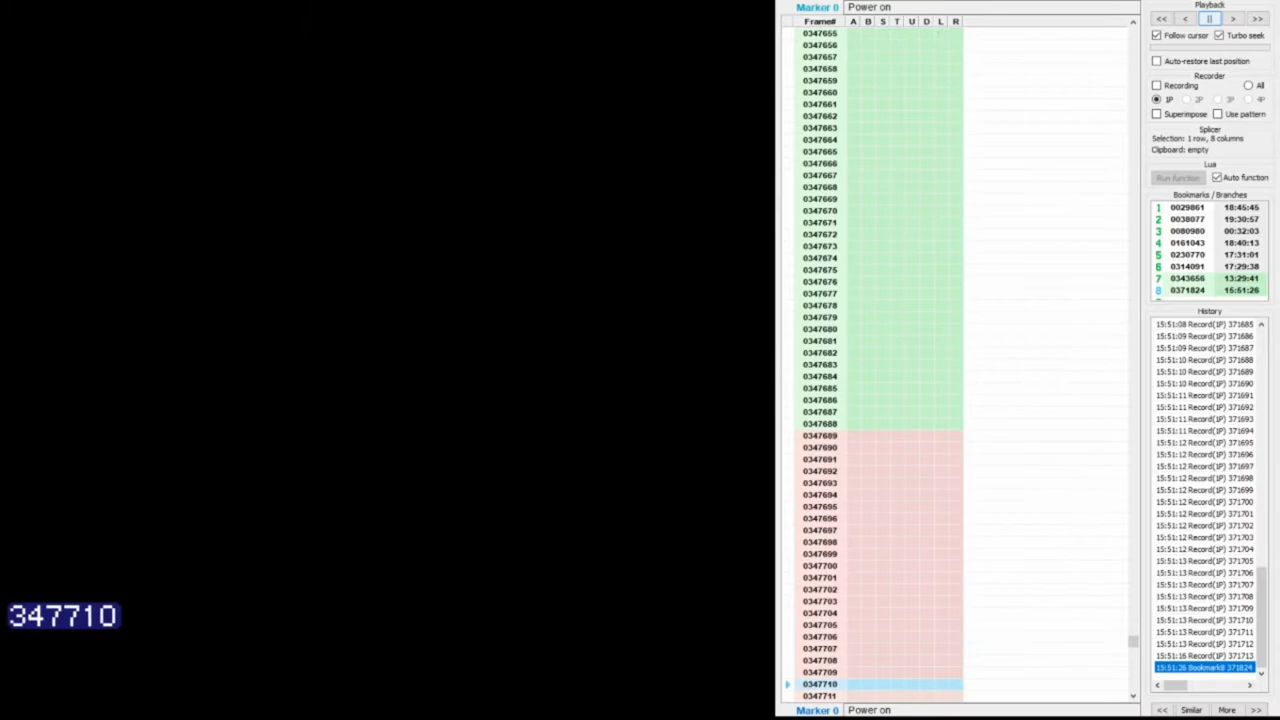 Marker 0 Power on
Frame# A B S T U D L R
0347655
0347656
0347657
0347658
0347659
0347660
0347661
0347662
0347663
0347664
0347665
0347666
0347667
0347668
0347669
0347670
0347671
0347672
0347673
0347674
0347675
0347676
0347677
0347678
0347679
0347680
0347681
0347682
0347683
0347684
0347685
0347686
0347687
0347688
0347689
0347690
0347691
0347692
0347693
0347694
0347695
0347696
0347697
0347698
0347699
0347700
0347701
0347702
0347703
0347704
0347705
0347706
0347707
0347708
0347709
0347710
0347711
Marker 0 Power on
347710
Playback
<< < || > >>
Follow cursor Turbo seek
Auto-restore last position
Recorder
Recording All
1P 2P 3P 4P
Superimpose Use pattern
Splicer
Selection: 1 row, 8 columns
Clipboard: empty
Lua
Run function Auto function
Bookmarks / Branches
1 0029861 18:45:45
2 0038077 19:30:57
3 0080980 00:32:03
4 0161043 18:40:13
5 0230770 17:31:01
6 0314091 17:29:38
7 0343656 13:29:41
8 0371824 15:51:26
History
15:51:08 Record(1P) 371685
15:51:09 Record(1P) 371686
15:51:09 Record(1P) 371687
15:51:10 Record(1P) 371688
15:51:10 Record(1P) 371689
15:51:10 Record(1P) 371690
15:51:11 Record(1P) 371691
15:51:11 Record(1P) 371692
15:51:11 Record(1P) 371693
15:51:11 Record(1P) 371694
15:51:12 Record(1P) 371695
15:51:12 Record(1P) 371696
15:51:12 Record(1P) 371697
15:51:12 Record(1P) 371698
15:51:12 Record(1P) 371699
15:51:12 Record(1P) 371700
15:51:12 Record(1P) 371701
15:51:12 Record(1P) 371702
15:51:12 Record(1P) 371703
15:51:12 Record(1P) 371704
15:51:13 Record(1P) 371705
15:51:13 Record(1P) 371706
15:51:13 Record(1P) 371707
15:51:13 Record(1P) 371708
15:51:13 Record(1P) 371709
15:51:13 Record(1P) 371710
15:51:13 Record(1P) 371711
15:51:13 Record(1P) 371712
15:51:16 Record(1P) 371713
15:51:26 Bookmark8 371824
<< Similar More >>